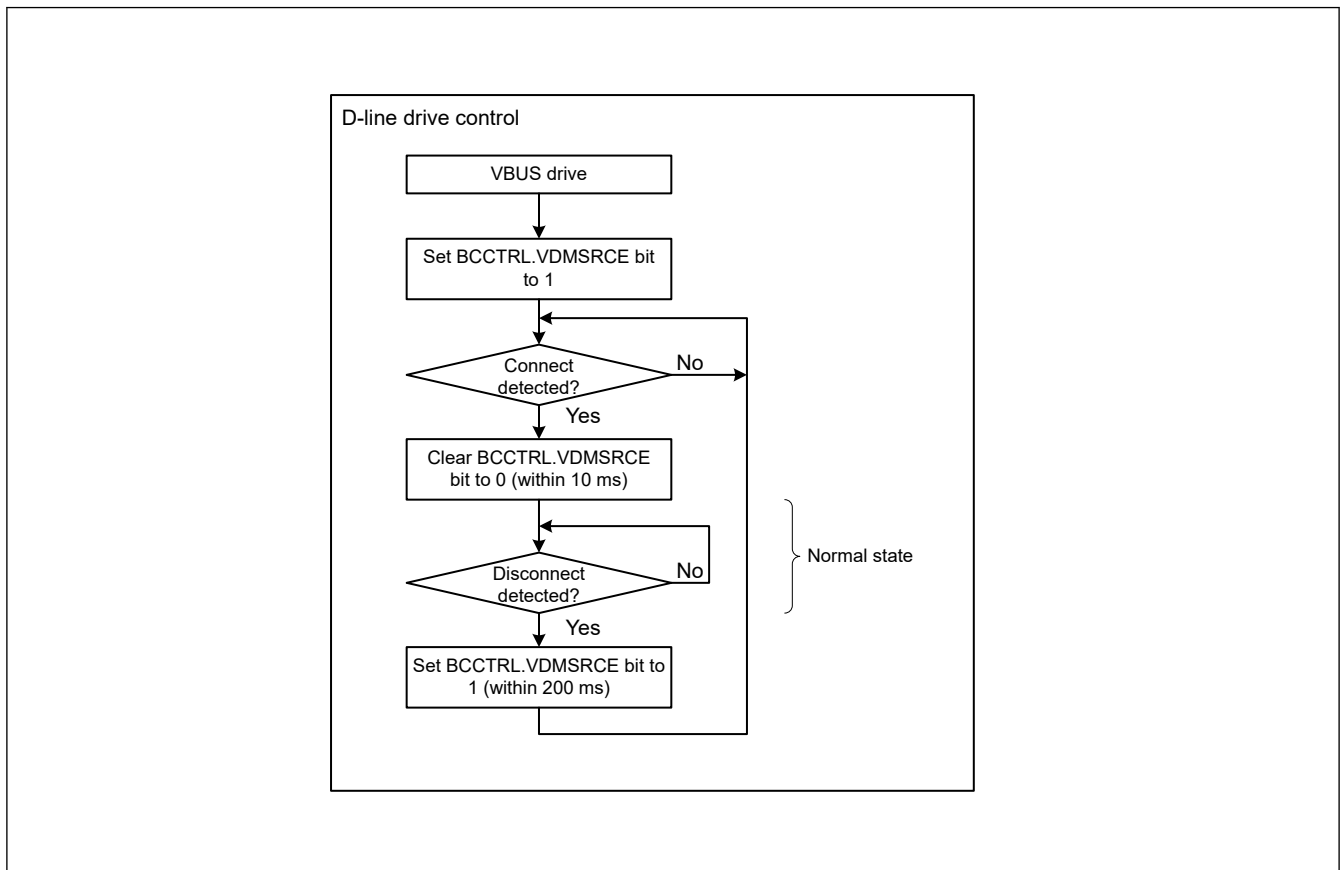 D-line drive control
VBUS drive
Set BCCTRL.VDMSRCE bit
to 1
Connect
detected?
No
Yes
Clear BCCTRL.VDMSRCE
bit to 0 (within 10 ms)
Normal state
Disconnect
detected?
No
Yes
Set BCCTRL.VDMSRCE bit to
1 (within 200 ms)